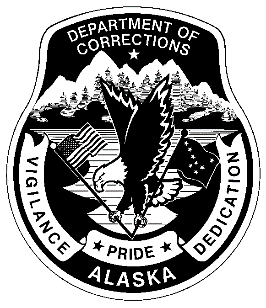 DEPARTMENT OF
CORRECTIONS
VIGILANCE
PRIDE
DEDICATION
ALASKA